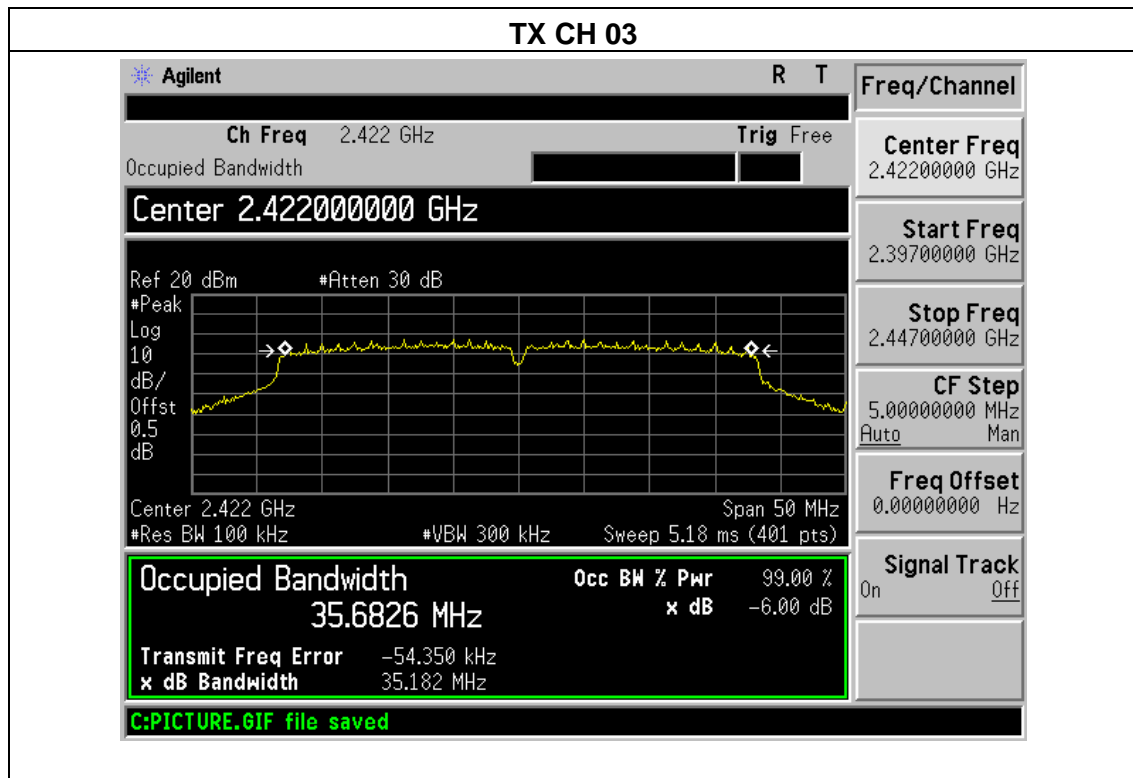 TX CH 03
Agilent R T
Freq/Channel
Ch Freq 2.422 GHz Trig Free
Occupied Bandwidth
Center 2.422000000 GHz
Ref 20 dBm #Atten 30 dB
#Peak
Log
10
dB/
Offst
0.5
dB
Center 2.422 GHz Span 50 MHz
#Res BW 100 kHz #VBW 300 kHz Sweep 5.18 ms (401 pts)
Occupied Bandwidth Occ BW % Pwr 99.00 %
35.6826 MHz x dB -6.00 dB
Transmit Freq Error -54.350 kHz
x dB Bandwidth 35.182 MHz
C:PICTURE.GIF file saved
Center Freq
2.42200000 GHz
Start Freq
2.39700000 GHz
Stop Freq
2.44700000 GHz
CF Step
5.00000000 MHz
Auto Man
Freq Offset
0.00000000 Hz
Signal Track
On Off